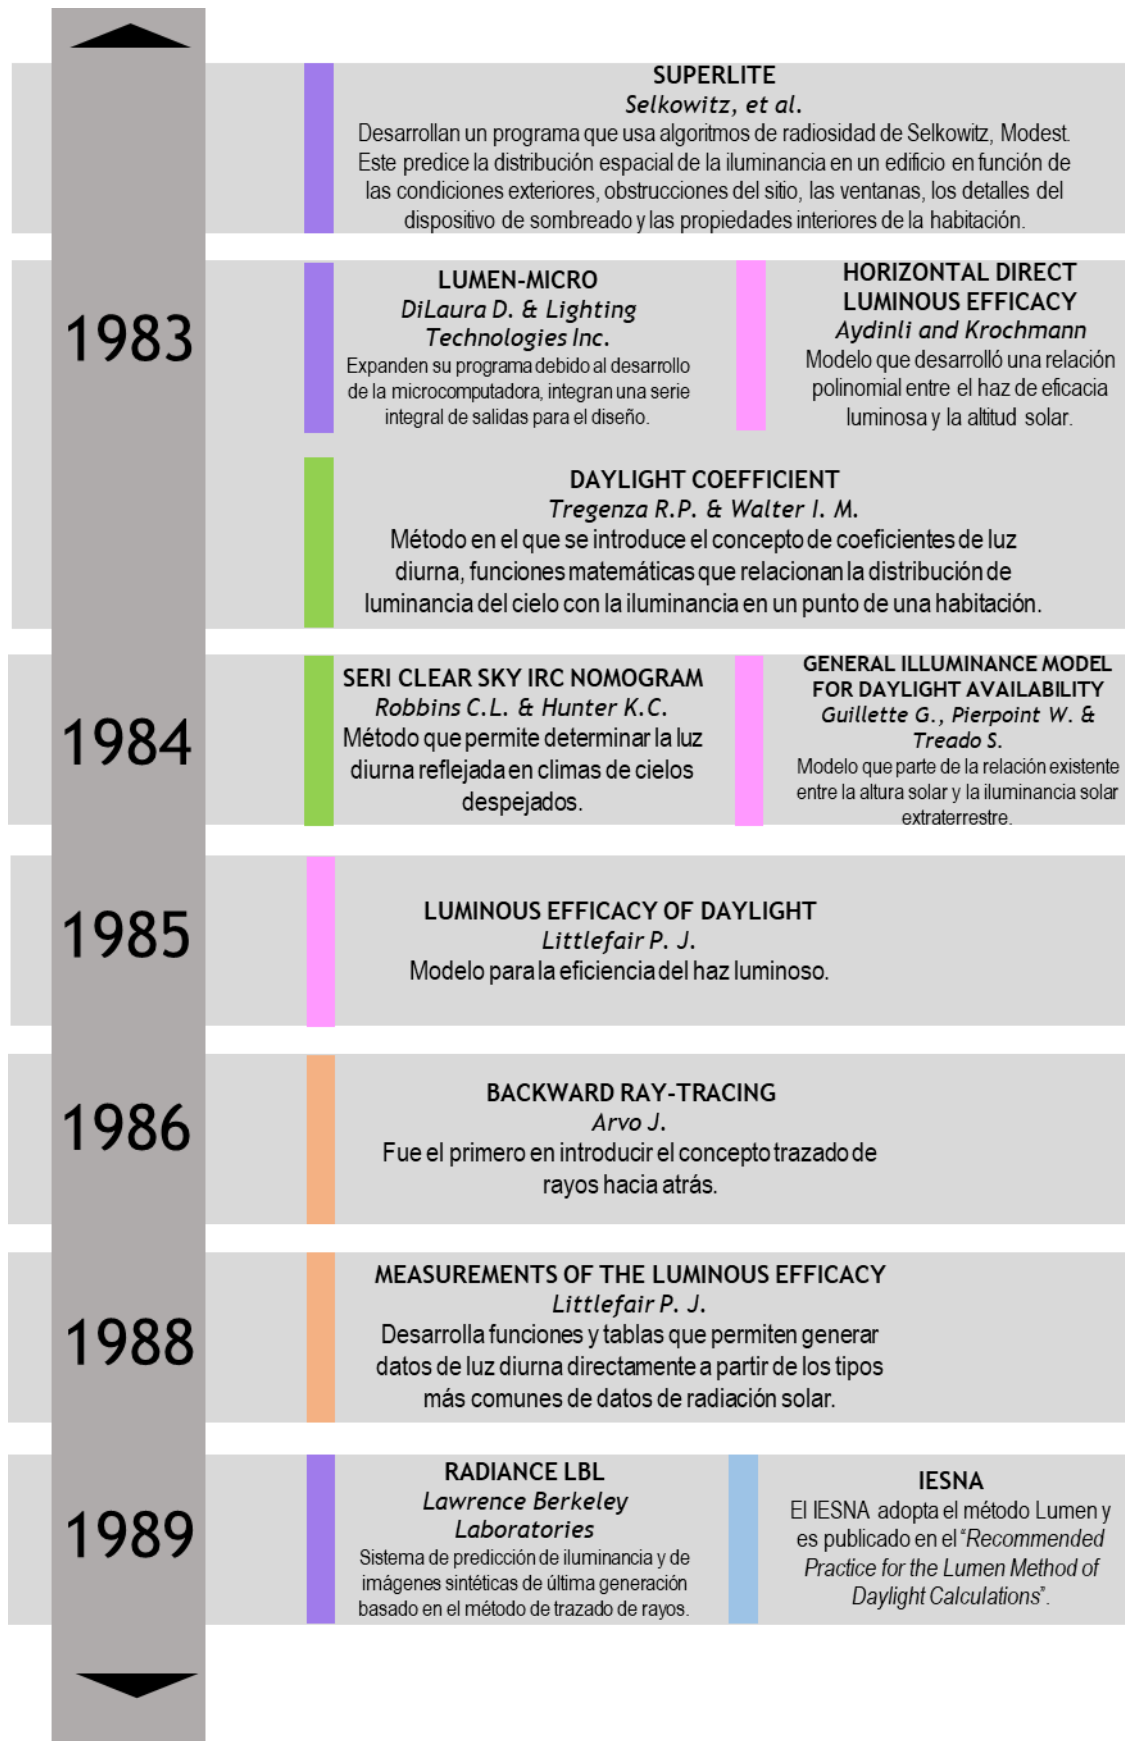 SUPERLITE
Selkowitz, et al.
Desarrollan un programa que usa algoritmos de radiosidad de Selkowitz, Modest.
Este predice la distribución espacial de la iluminancia en un edificio en función de
las condiciones exteriores, obstrucciones del sitio, las ventanas, los detalles del
dispositivo de sombreado y las propiedades interiores de la habitación.
1983
LUMEN-MICRO
DiLaura D. & Lighting
Technologies Inc.
Expanden su programa debido al desarrollo
de la microcomputadora, integran una serie
integral de salidas para el diseño.
HORIZONTAL DIRECT
LUMINOUS EFFICACY
Aydinli and Krochmann
Modelo que desarrolló una relación
polinomial entre el haz de eficacia
luminosa y la altitud solar.
DAYLIGHT COEFFICIENT
Tregenza R.P. & Walter I. M.
Método en el que se introduce el concepto de coeficientes de luz
diurna, funciones matemáticas que relacionan la distribución de
luminancia del cielo con la iluminancia en un punto de una habitación.
1984
SERI CLEAR SKY IRC NOMOGRAM
Robbins C.L. & Hunter K.C.
Método que permite determinar la luz
diurna reflejada en climas de cielos
despejados.
GENERAL ILLUMINANCE MODEL
FOR DAYLIGHT AVAILABILITY
Guillette G., Pierpoint W. &
Treado S.
Modelo que parte de la relación existente
entre la altura solar y la iluminancia solar
extraterrestre.
1985
LUMINOUS EFFICACY OF DAYLIGHT
Littlefair P. J.
Modelo para la eficiencia del haz luminoso.
1986
BACKWARD RAY-TRACING
Arvo J.
Fue el primero en introducir el concepto trazado de
rayos hacia atrás.
1988
MEASUREMENTS OF THE LUMINOUS EFFICACY
Littlefair P. J.
Desarrolla funciones y tablas que permiten generar
datos de luz diurna directamente a partir de los tipos
más comunes de datos de radiación solar.
1989
RADIANCE LBL
Lawrence Berkeley
Laboratories
Sistema de predicción de iluminancia y de
imágenes sintéticas de última generación
basado en el método de trazado de rayos.
IESNA
El IESNA adopta el método Lumen y
es publicado en el “Recommended
Practice for the Lumen Method of
Daylight Calculations”.